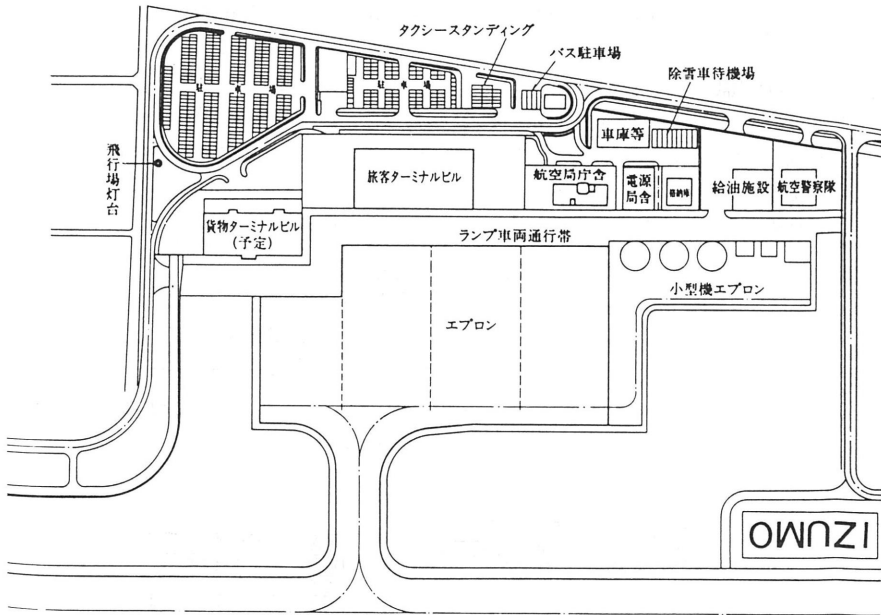 タクシースタンディング
バス駐車場
除雪車待機場
駐車場
駐車場
車庫等
飛行場灯台
旅客ターミナルビル
航空局庁舎
電源局舎
格納庫
給油施設
航空警察隊
貨物ターミナルビル
(予定)
ランプ車両通行帯
小型機エプロン
エプロン
IZUMO